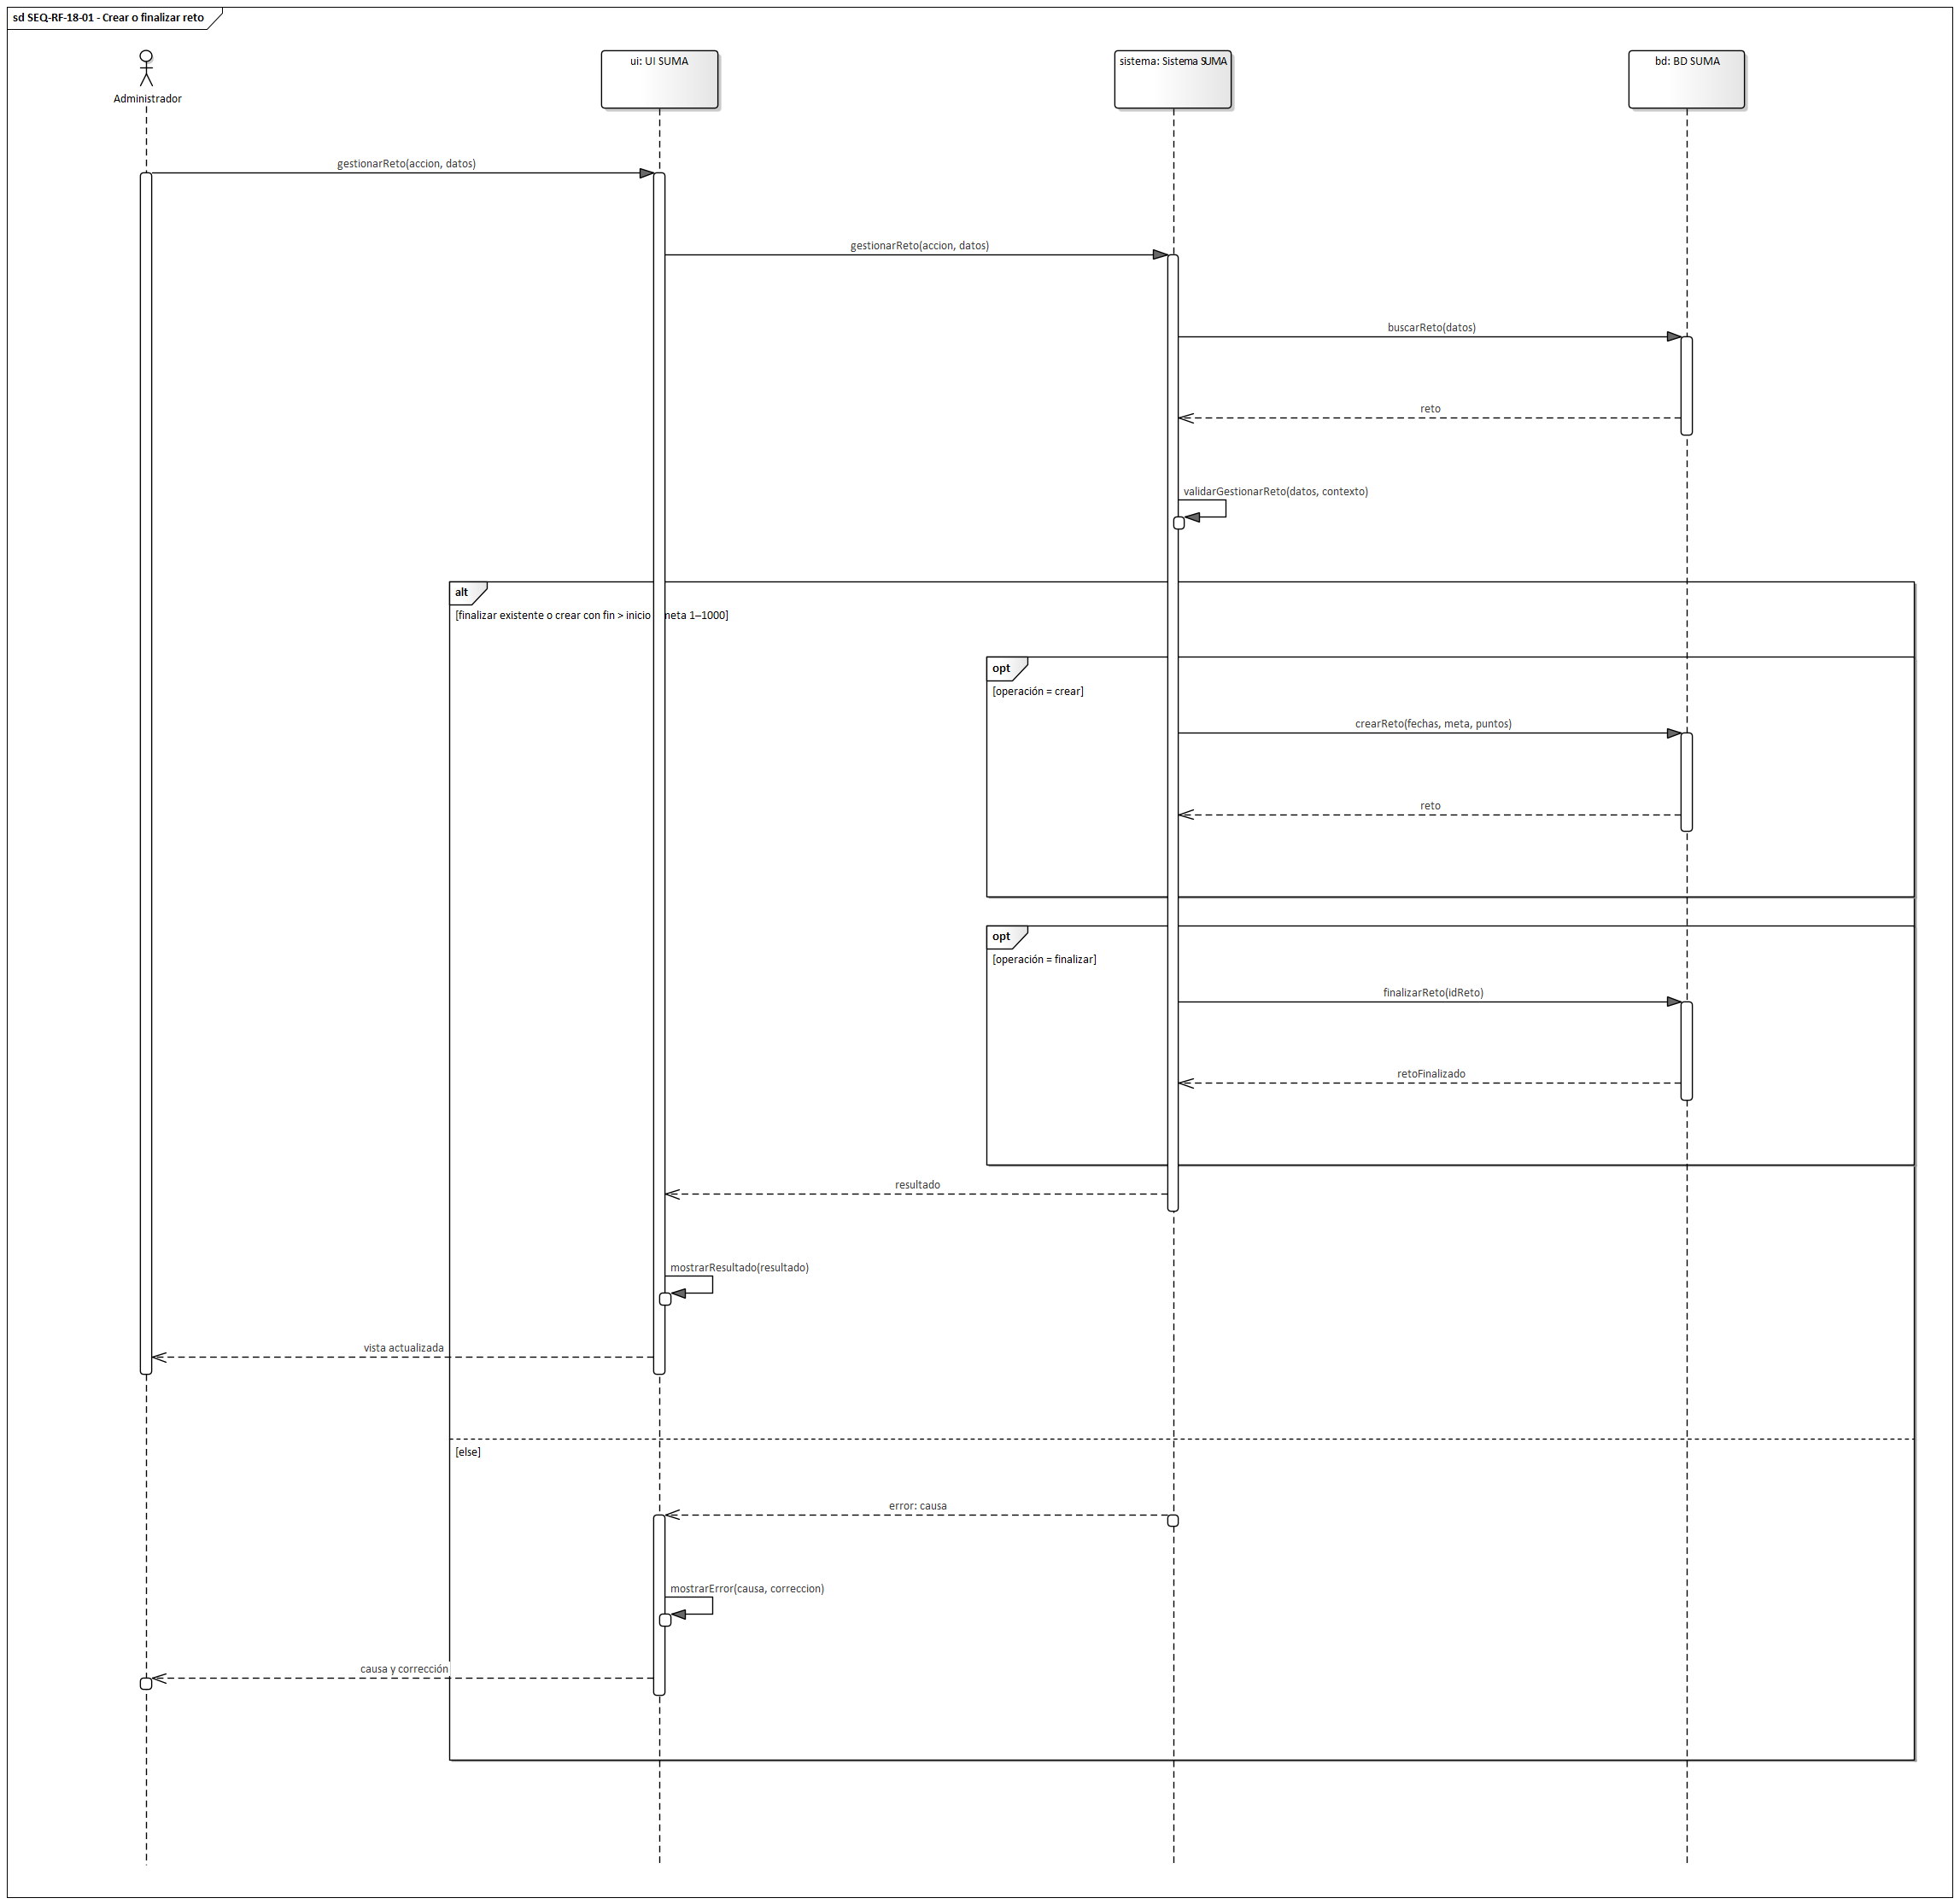 sd SEQ-RF-18-01 - Crear o finalizar reto
Administrador
ui: UI SUMA
sistema: Sistema SUMA
bd: BD SUMA
gestionarReto(accion, datos)
gestionarReto(accion, datos)
buscarReto(datos)
reto
validarGestionarReto(datos, contexto)
alt
[finalizar existente o crear con fin > inicio meta 1–1000]
opt
[operación = crear]
crearReto(fechas, meta, puntos)
reto
opt
[operación = finalizar]
finalizarReto(idReto)
retoFinalizado
resultado
mostrarResultado(resultado)
vista actualizada
[else]
error: causa
mostrarError(causa, correccion)
causa y corrección